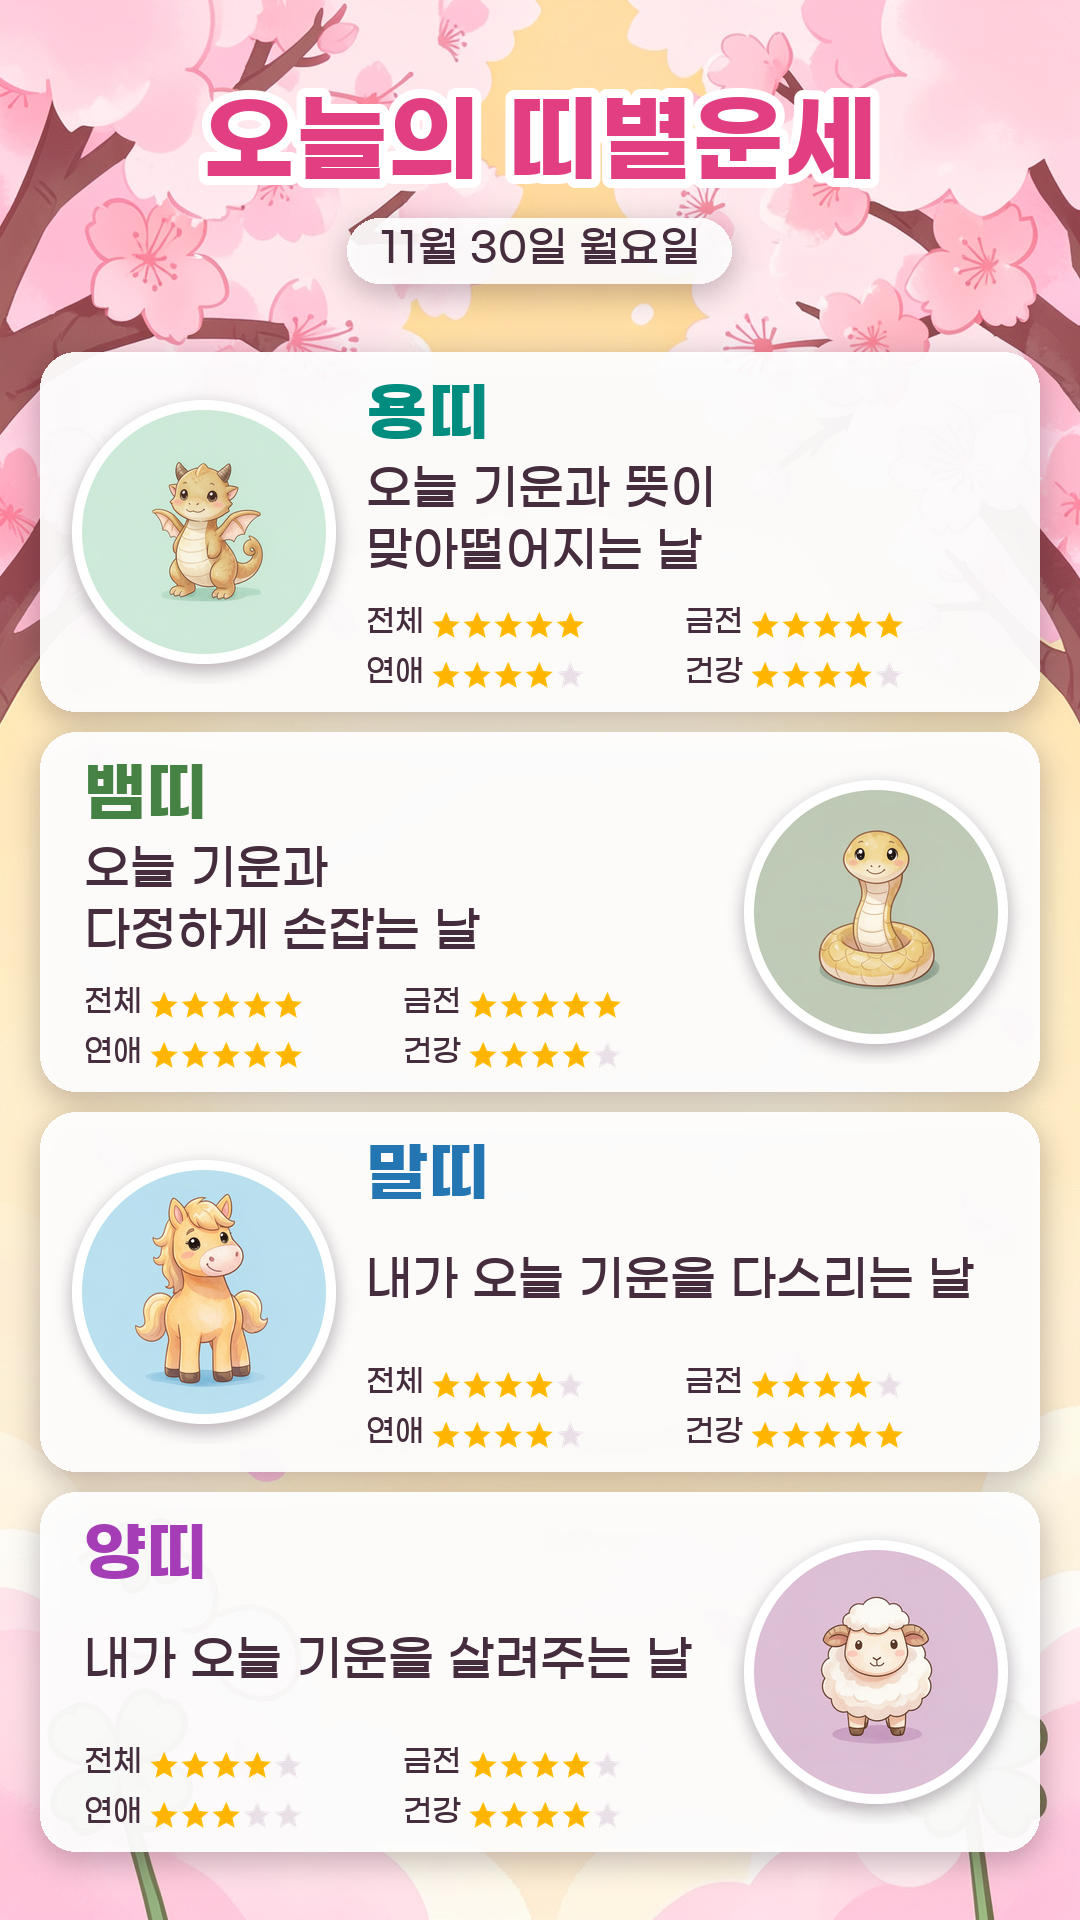 오늘의 띠별운세
11월 30일 월요일
용띠
오늘 기운과 뜻이
맞아떨어지는 날
전체 ★★★★★ 금전 ★★★★★
연애 ★★★★★ 건강 ★★★★★
뱀띠
오늘 기운과
다정하게 손잡는 날
전체 ★★★★★ 금전 ★★★★★
연애 ★★★★★ 건강 ★★★★★
말띠
내가 오늘 기운을 다스리는 날
전체 ★★★★★ 금전 ★★★★★
연애 ★★★★★ 건강 ★★★★★
양띠
내가 오늘 기운을 살려주는 날
전체 ★★★★★ 금전 ★★★★★
연애 ★★★★★ 건강 ★★★★★